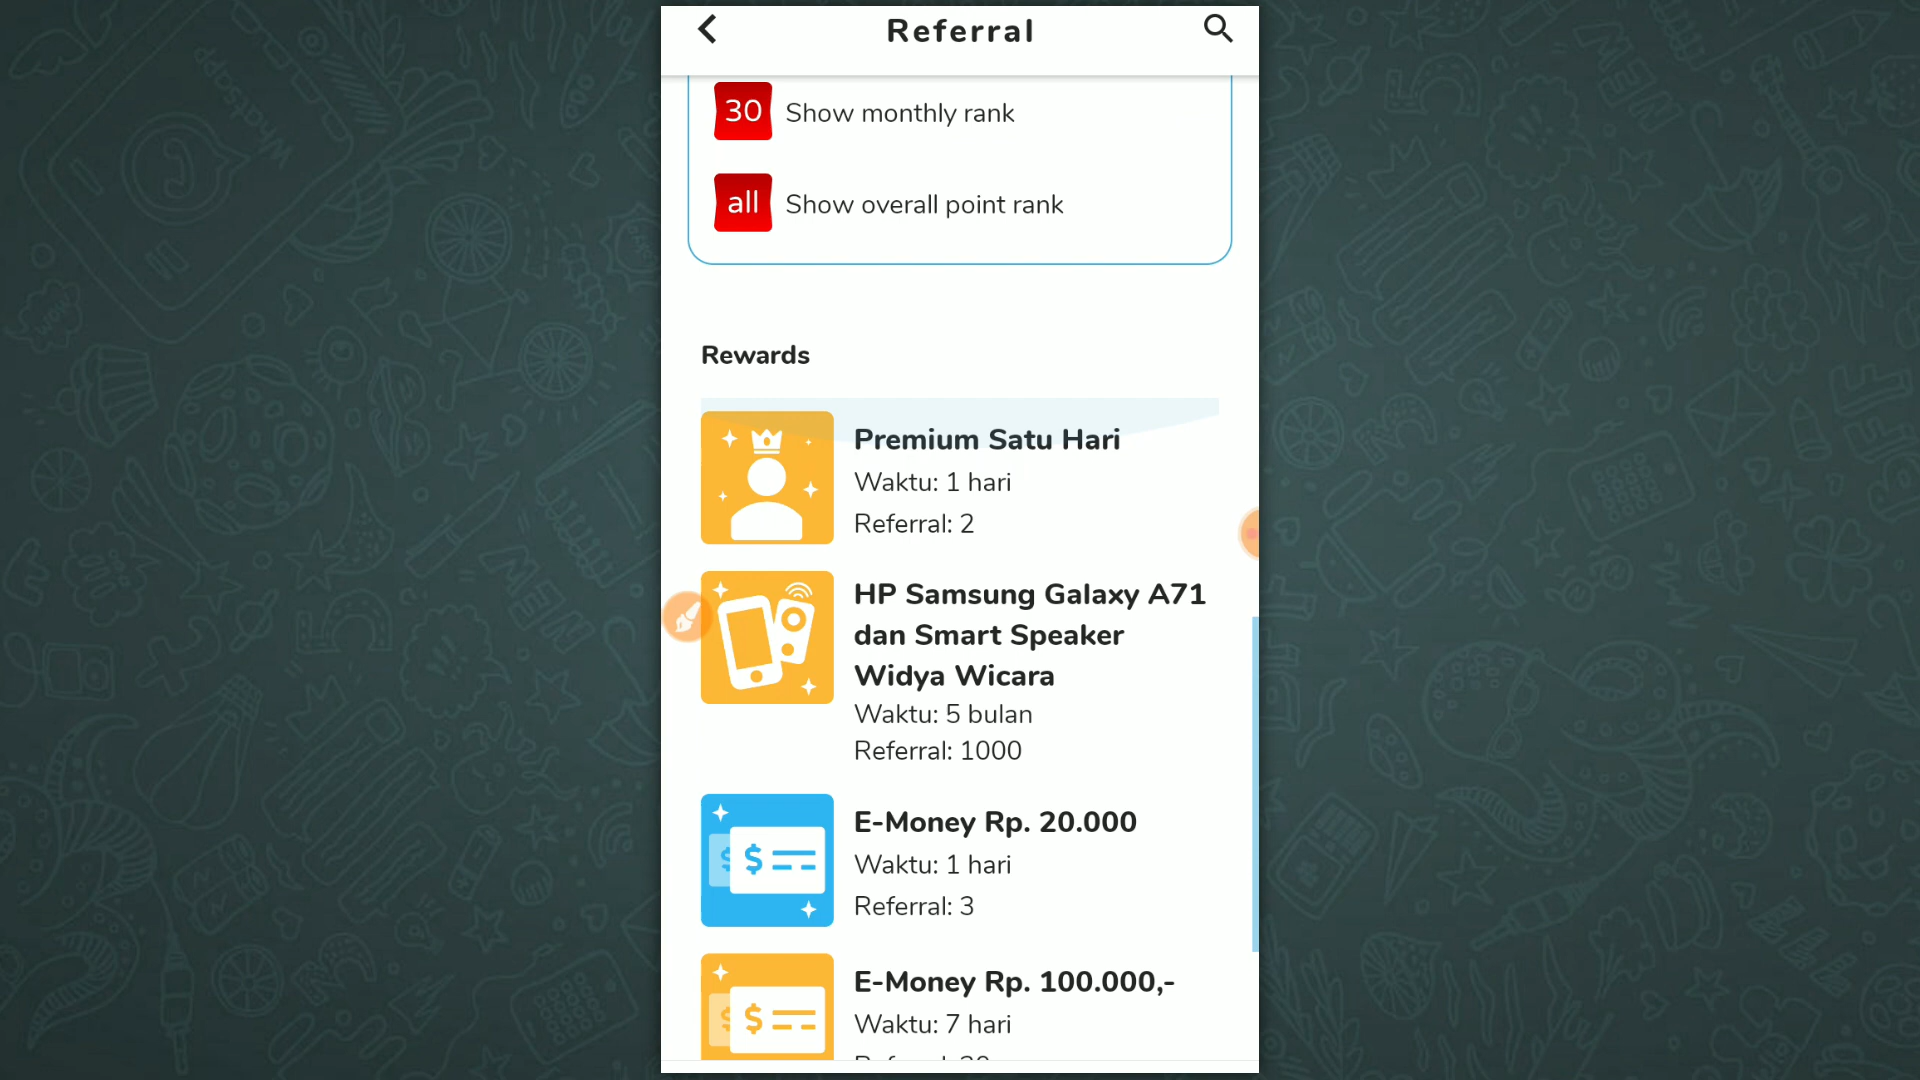 Referral
30 Show monthly rank
all Show overall point rank
Rewards
Premium Satu Hari
Waktu: 1 hari
Referral: 2
HP Samsung Galaxy A71
dan Smart Speaker
Widya Wicara
Waktu: 5 bulan
Referral: 1000
E-Money Rp. 20.000
Waktu: 1 hari
Referral: 3
E-Money Rp. 100.000,-
Waktu: 7 hari